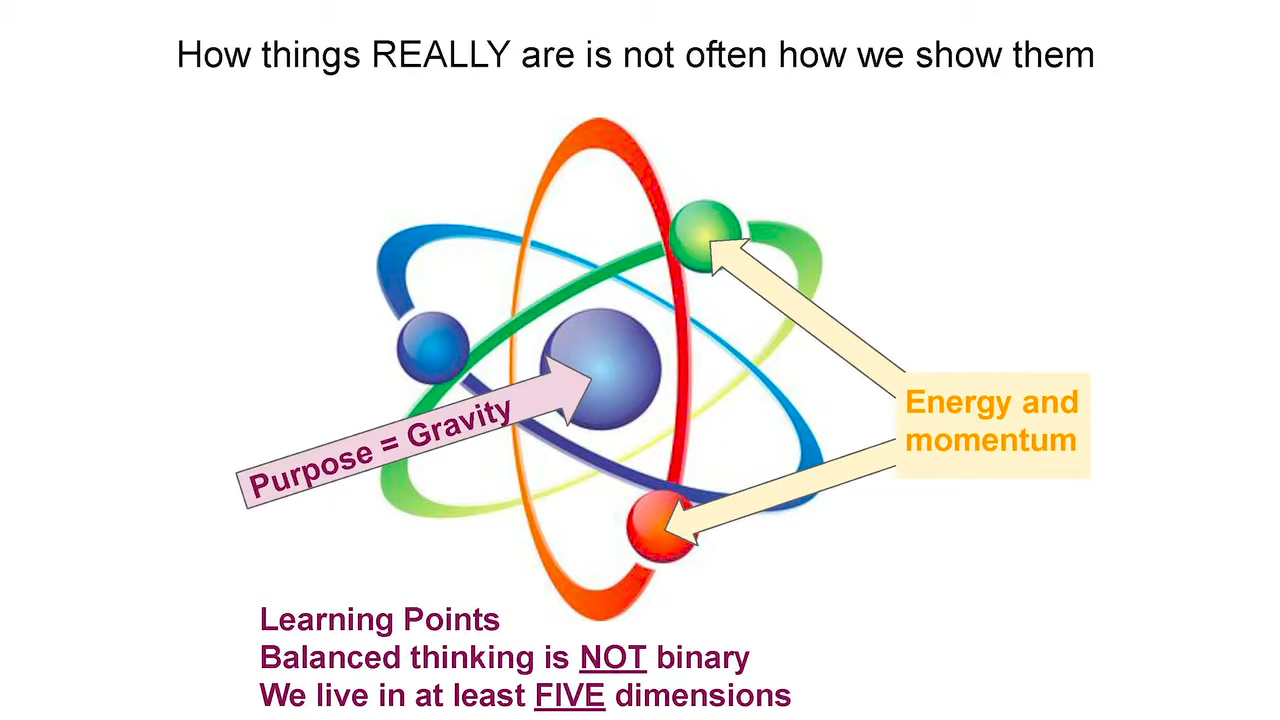 How things REALLY are is not often how we show them
Purpose = Gravity
Energy and
momentum
Learning Points
Balanced thinking is NOT binary
We live in at least FIVE dimensions